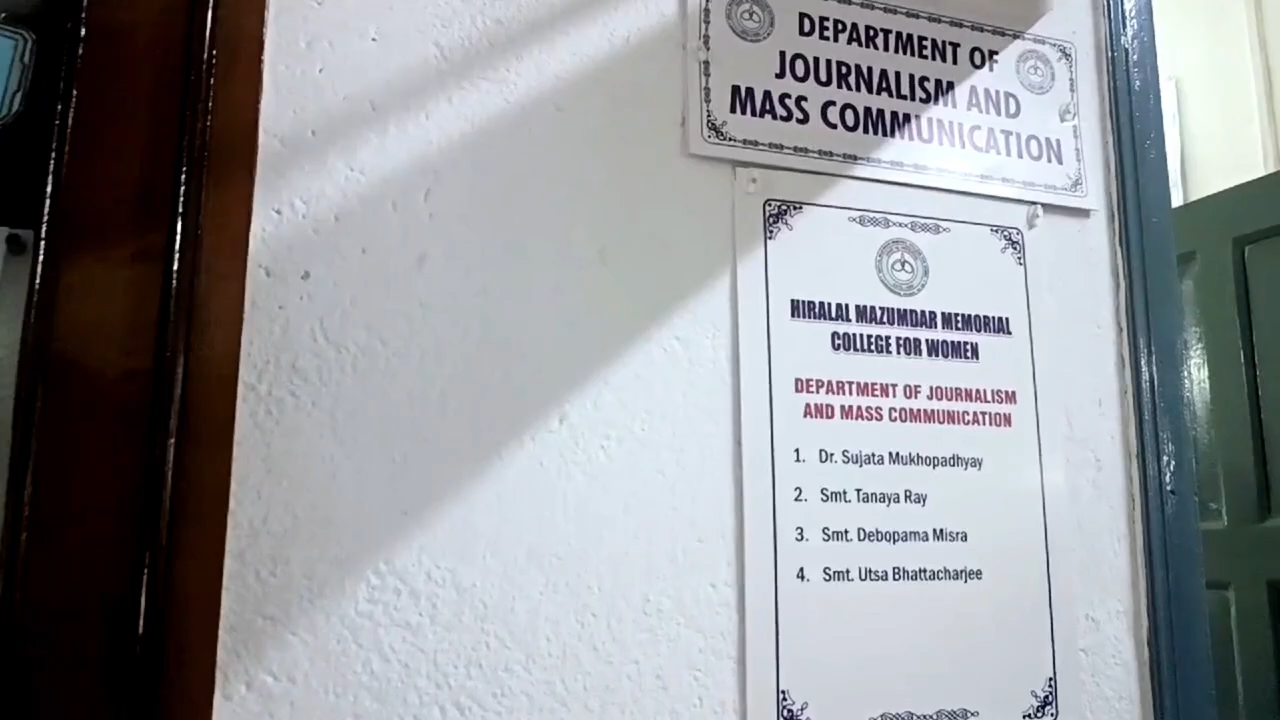 DEPARTMENT OF
JOURNALISM AND
MASS COMMUNICATION
HIRALAL MAZUMDAR MEMORIAL
COLLEGE FOR WOMEN
DEPARTMENT OF JOURNALISM
AND MASS COMMUNICATION
1. Dr. Sujata Mukhopadhyay
2. Smt. Tanaya Ray
3. Smt. Debopama Misra
4. Smt. Utsa Bhattacharjee